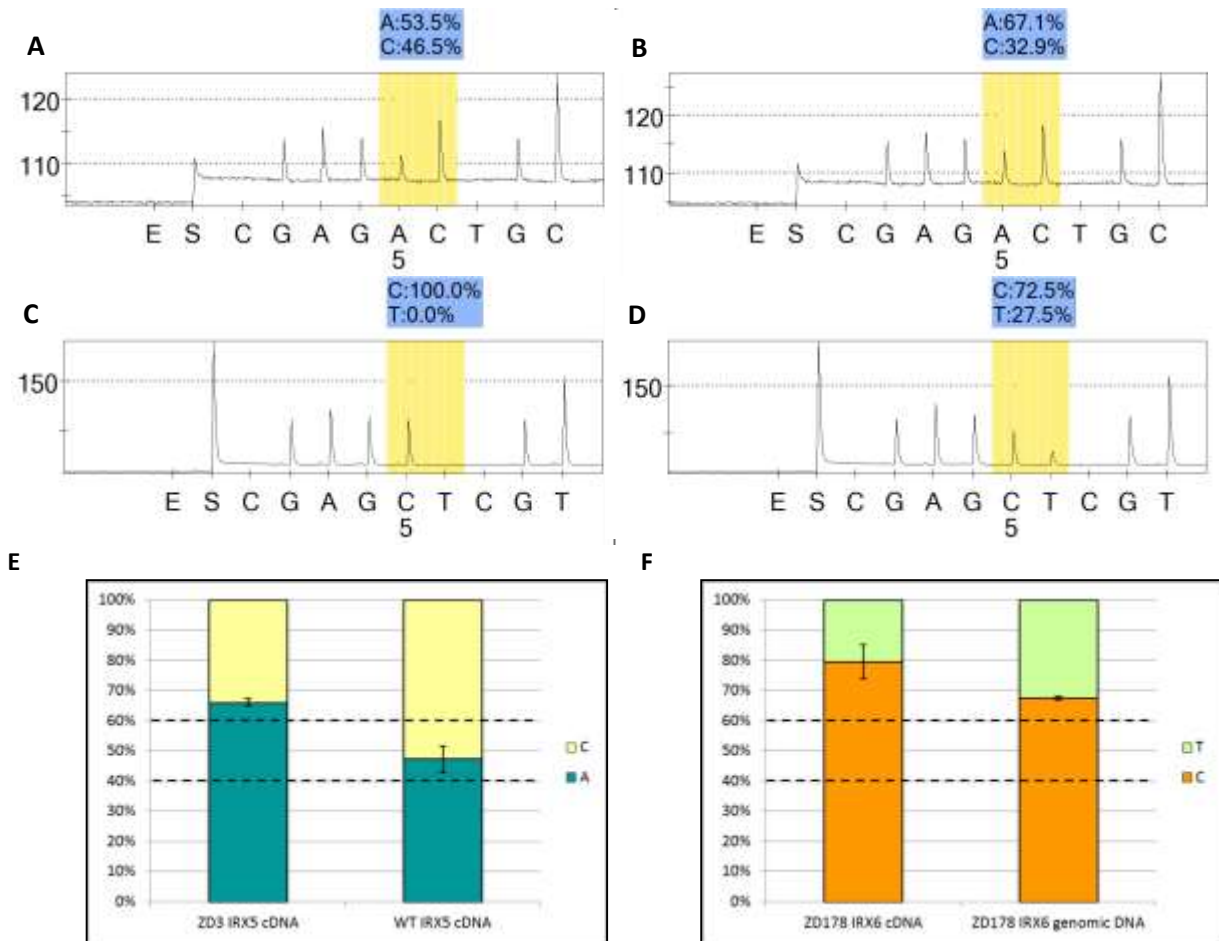 A
A:53.5%
C:46.5%
120
110
E S C G A G A C T G C
5
B
A:67.1%
C:32.9%
120
110
E S C G A G A C T G C
5
C
C:100.0%
T:0.0%
150
E S C G A G C T C G T
5
D
C:72.5%
T:27.5%
150
E S C G A G C T C G T
5
E
100%
90%
80%
70%
60%
50%
40%
30%
20%
10%
0%
ZD3 IRX5 cDNA WT IRX5 cDNA
C
A
F
100%
90%
80%
70%
60%
50%
40%
30%
20%
10%
0%
ZD178 IRX6 cDNA ZD178 IRX6 genomic DNA
T
C